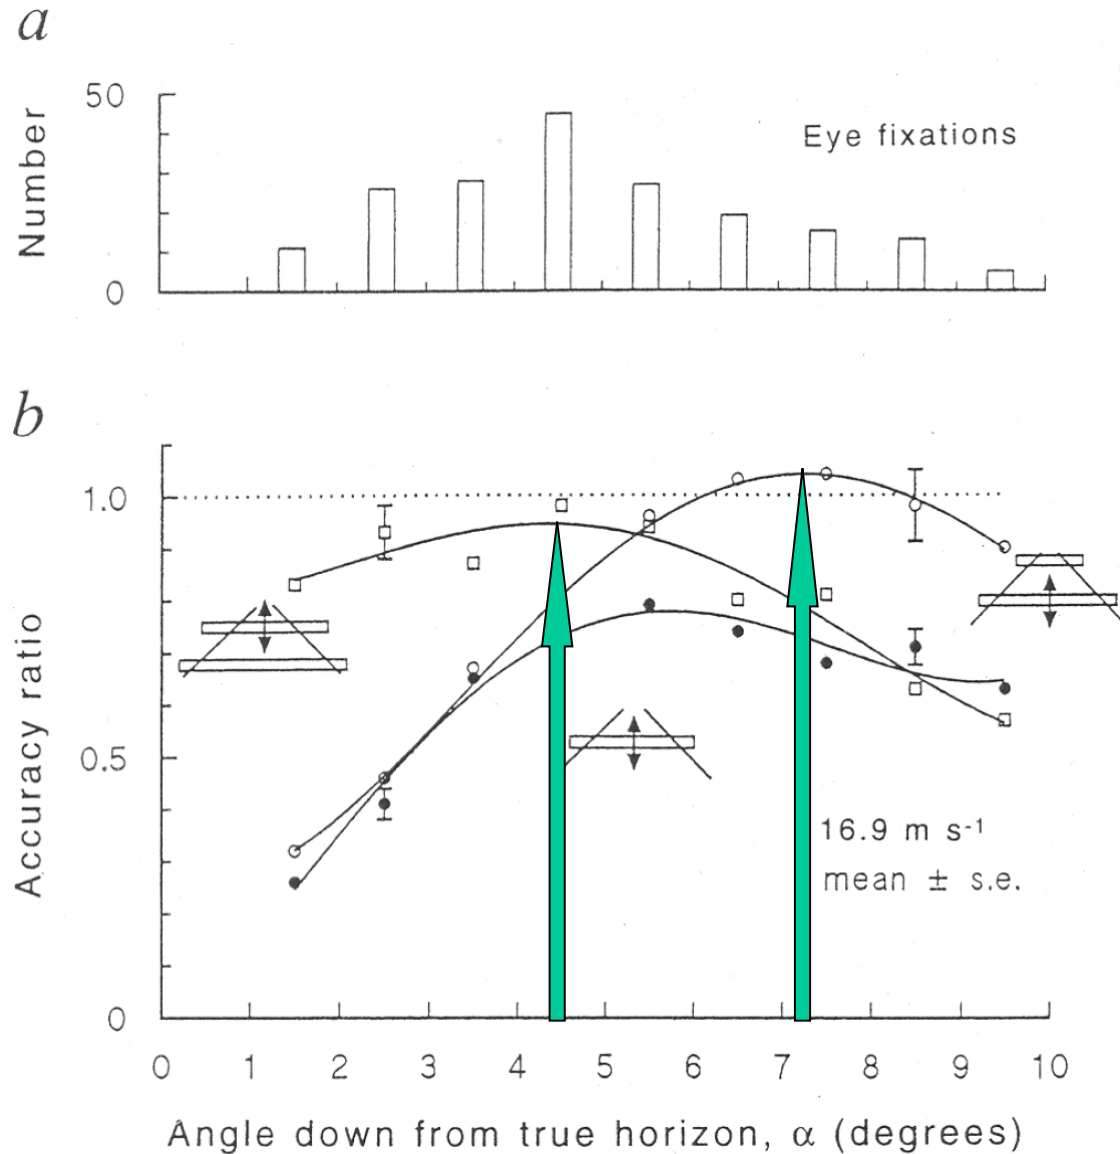 a
Number
50
0
Eye fixations
b
Accuracy ratio
1.0
0.5
0
16.9 m s⁻¹
mean ± s.e.
0 1 2 3 4 5 6 7 8 9 10
Angle down from true horizon, α (degrees)